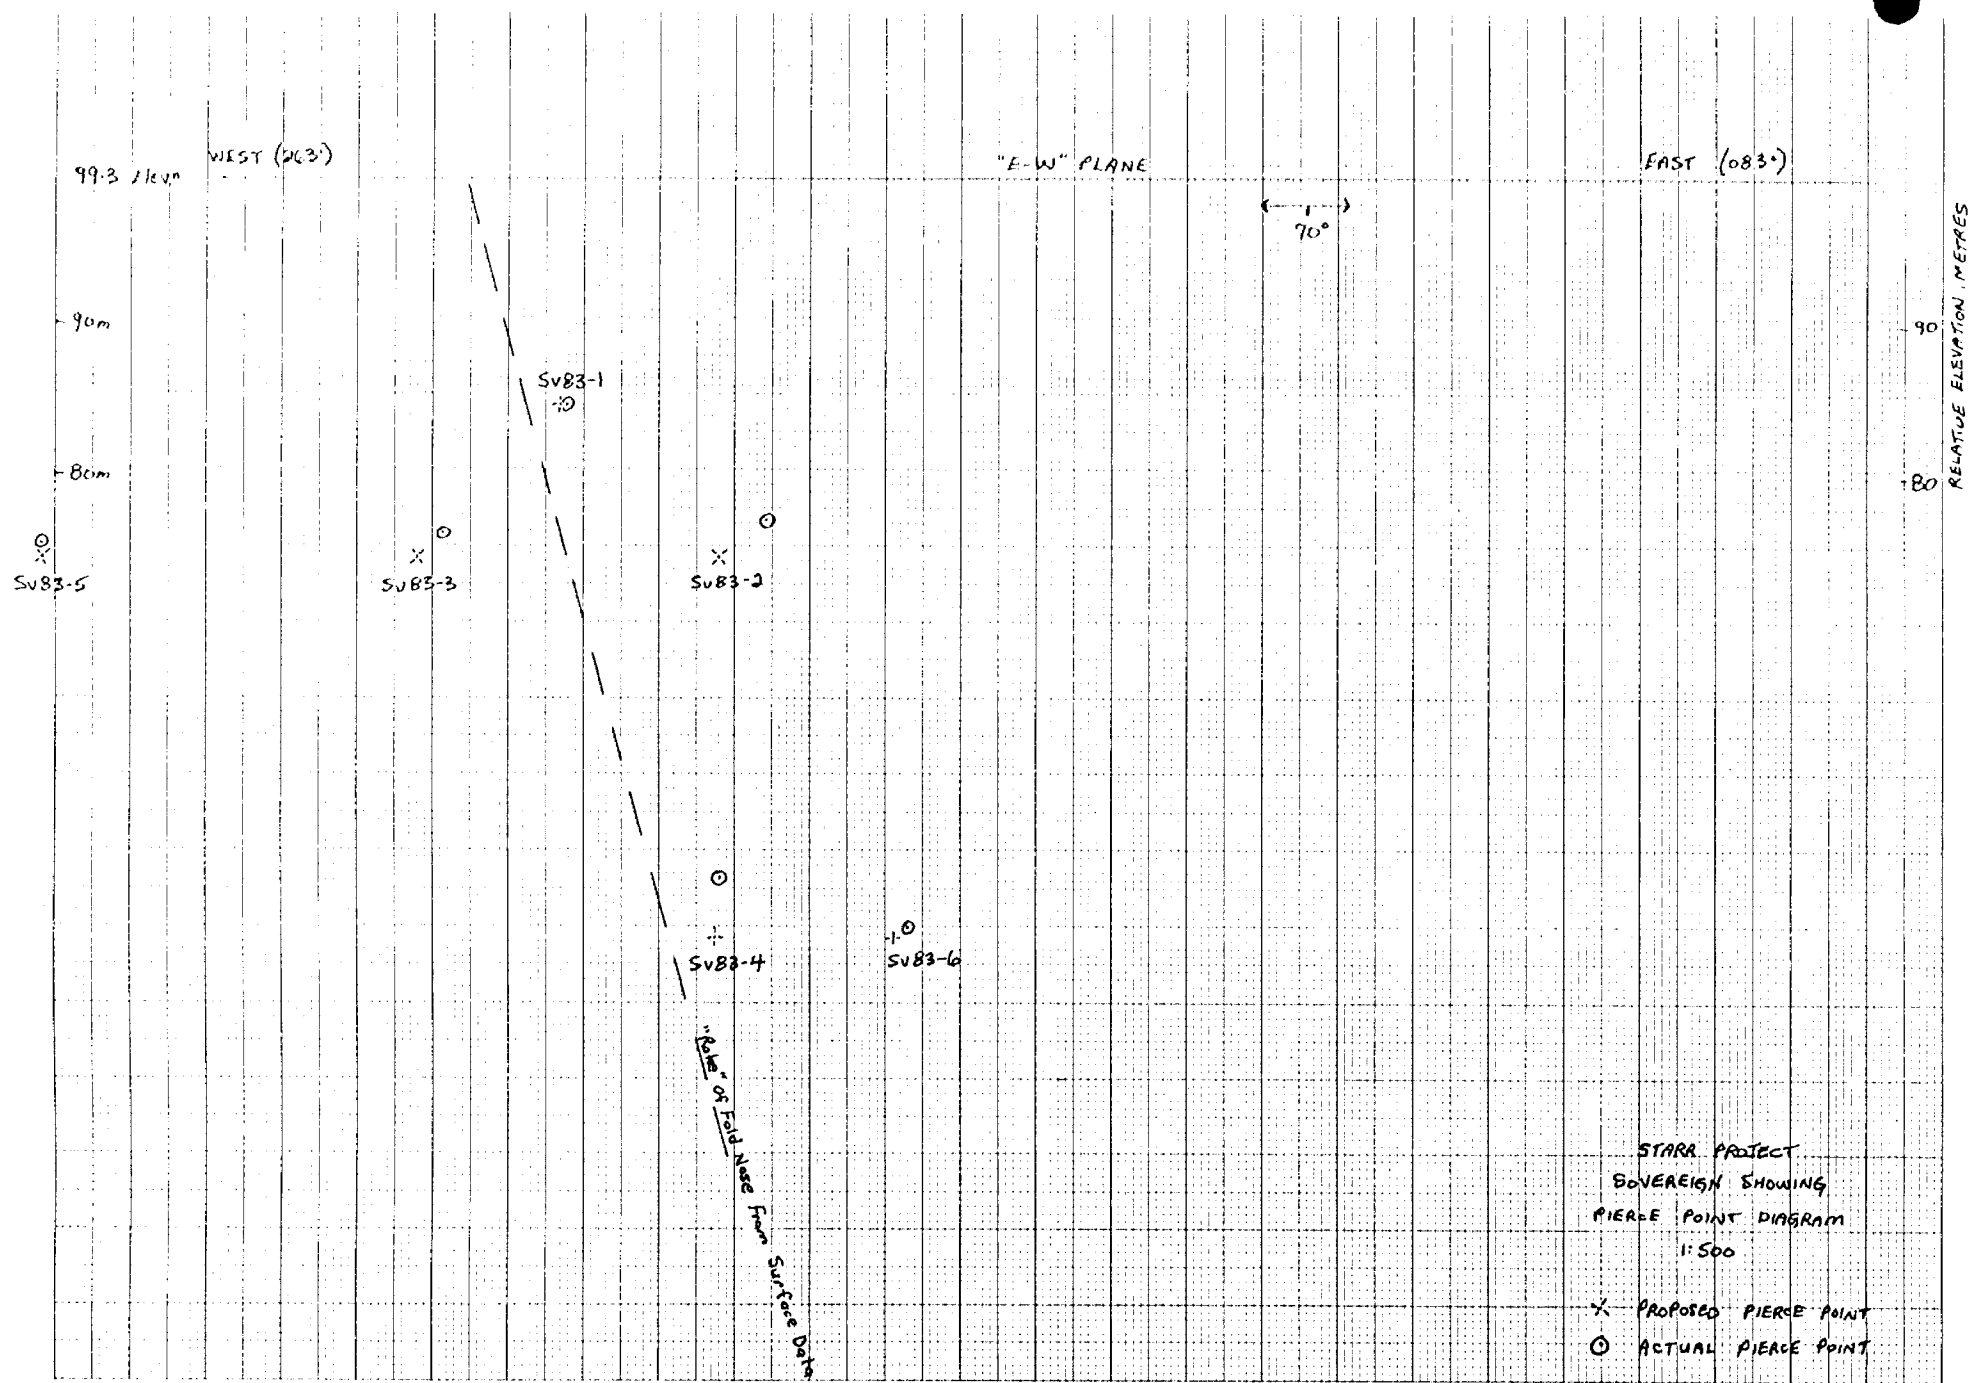 WEST (263°)
"E-W" PLANE
EAST (083°)
99.3 Elevn
70°
RELATIVE ELEVATION, METRES
90m
90
SV83-1
80m
80
SV83-5
SV83-3
SV83-2
SV83-4
SV83-6
"Rake" of Fold Nose From Surface Data
STARR PROJECT
SOVEREIGN SHOWING
PIERCE POINT DIAGRAM
1:500
X PROPOSED PIERCE POINT
ACTUAL PIERCE POINT